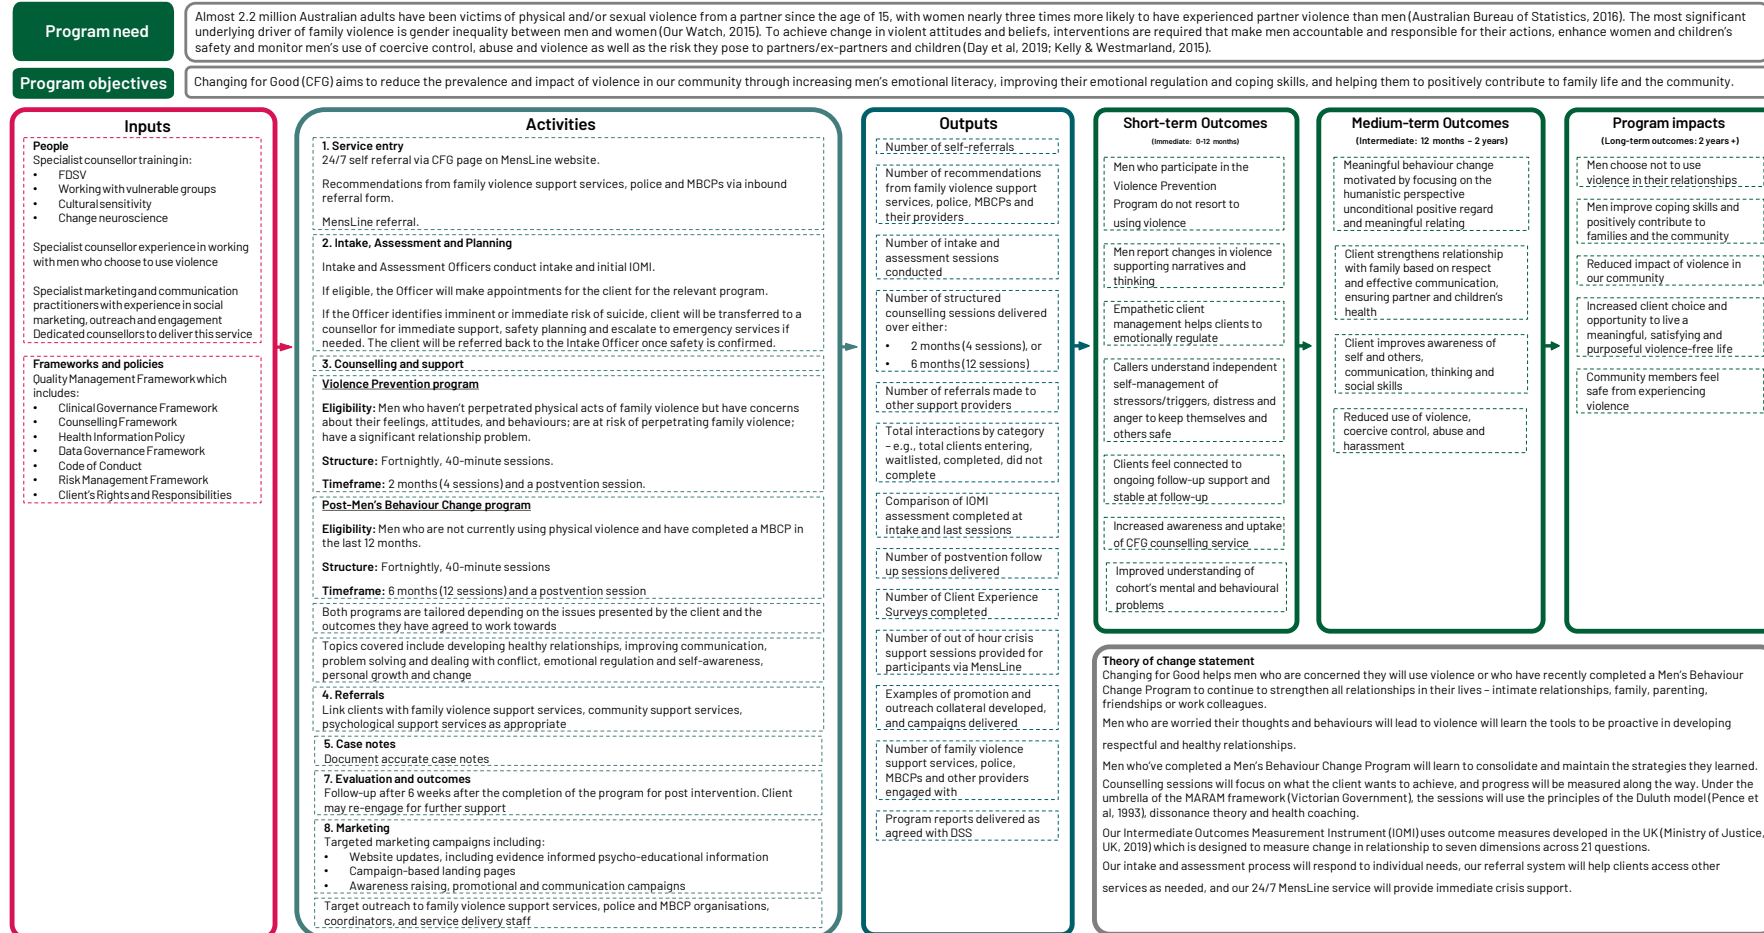 Program need
Almost 2.2 million Australian adults have been victims of physical and/or sexual violence from a partner since the age of 15, with women nearly three times more likely to have experienced partner violence than men (Australian Bureau of Statistics, 2016). The most significant
underlying driver of family violence is gender inequality between men and women (Our Watch, 2015). To achieve change in violent attitudes and beliefs, interventions are required that make men accountable and responsible for their actions, enhance women and children's
safety and monitor men's use of coercive control, abuse and violence as well as the risk they pose to partners/ex-partners and children (Day et al, 2019; Kelly & Westmarland, 2015).
Program objectives
Changing for Good (CFG) aims to reduce the prevalence and impact of violence in our community through increasing men's emotional literacy, improving their emotional regulation and coping skills, and helping them to positively contribute to family life and the community.
Inputs
People
Specialist counsellor training in:
• FDSV
• Working with vulnerable groups
• Cultural sensitivity
• Change neuroscience
Specialist counsellor experience in working
with men who choose to use violence
Specialist marketing and communication
practitioners with experience in social
marketing, outreach and engagement
Dedicated counsellors to deliver this service
Frameworks and policies
Quality Management Framework which
includes:
• Clinical Governance Framework
• Counselling Framework
• Health Information Policy
• Data Governance Framework
• Code of Conduct
• Risk Management Framework
• Client's Rights and Responsibilities
Activities
1. Service entry
24/7 self referral via CFG page on MensLine website.
Recommendations from family violence support services, police and MBCPs via inbound
referral form.
MensLine referral.
2. Intake, Assessment and Planning
Intake and Assessment Officers conduct intake and initial IOMI.
If eligible, the Officer will make appointments for the client for the relevant program.
If the Officer identifies imminent or immediate risk of suicide, client will be transferred to a
counsellor for immediate support, safety planning and escalate to emergency services if
needed. The client will be referred back to the Intake Officer once safety is confirmed.
3. Counselling and support
Violence Prevention program
Eligibility: Men who haven't perpetrated physical acts of family violence but have concerns
about their feelings, attitudes, and behaviours; are at risk of perpetrating family violence;
have a significant relationship problem.
Structure: Fortnightly, 40-minute sessions.
Timeframe: 2 months (4 sessions) and a postvention session.
Post-Men's Behaviour Change program
Eligibility: Men who are not currently using physical violence and have completed a MBCP in
the last 12 months.
Structure: Fortnightly, 40-minute sessions
Timeframe: 6 months (12 sessions) and a postvention session
Both programs are tailored depending on the issues presented by the client and the
outcomes they have agreed to work towards
Topics covered include developing healthy relationships, improving communication,
problem solving and dealing with conflict, emotional regulation and self-awareness,
personal growth and change
4. Referrals
Link clients with family violence support services, community support services,
psychological support services as appropriate
5. Case notes
Document accurate case notes
7. Evaluation and outcomes
Follow-up after 6 weeks after the completion of the program for post intervention. Client
may re-engage for further support
8. Marketing
Targeted marketing campaigns including:
• Website updates, including evidence informed psycho-educational information
• Campaign-based landing pages
• Awareness raising, promotional and communication campaigns
Target outreach to family violence support services, police and MBCP organisations,
coordinators, and service delivery staff
Outputs
Number of self-referrals
Number of recommendations
from family violence support
services, police, MBCPs and
their providers
Number of intake and
assessment sessions
conducted
Number of structured
counselling sessions delivered
over either:
• 2 months (4 sessions), or
• 6 months (12 sessions)
Number of referrals made to
other support providers
Total interactions by category
– e.g., total clients entering,
waitlisted, completed, did not
complete
Comparison of IOMI
assessment completed at
intake and last sessions
Number of postvention follow
up sessions delivered
Number of Client Experience
Surveys completed
Number of out of hour crisis
support sessions provided for
participants via MensLine
Examples of promotion and
outreach collateral developed,
and campaigns delivered
Number of family violence
support services, police,
MBCPs and other providers
engaged with
Program reports delivered as
agreed with DSS
Short-term Outcomes
(Immediate: 0-12 months)
Men who participate in the
Violence Prevention
Program do not resort to
using violence
Men report changes in violence
supporting narratives and
thinking
Empathetic client
management helps clients to
emotionally regulate
Callers understand independent
self-management of
stressors/triggers, distress and
anger to keep themselves and
others safe
Clients feel connected to
ongoing follow-up support and
stable at follow-up
Increased awareness and uptake
of CFG counselling service
Improved understanding of
cohort's mental and behavioural
problems
Medium-term Outcomes
(Intermediate: 12 months – 2 years)
Meaningful behaviour change
motivated by focusing on the
humanistic perspective
unconditional positive regard
and meaningful relating
Client strengthens relationship
with family based on respect
and effective communication,
ensuring partner and children's
health
Client improves awareness of
self and others,
communication, thinking and
social skills
Reduced use of violence,
coercive control, abuse and
harassment
Program impacts
(Long-term outcomes: 2 years +)
Men choose not to use
violence in their relationships
Men improve coping skills and
positively contribute to
families and the community
Reduced impact of violence in
our community
Increased client choice and
opportunity to live a
meaningful, satisfying and
purposeful violence-free life
Community members feel
safe from experiencing
violence
Theory of change statement
Changing for Good helps men who are concerned they will use violence or who have recently completed a Men's Behaviour
Change Program to continue to strengthen all relationships in their lives – intimate relationships, family, parenting,
friendships or work colleagues.
Men who are worried their thoughts and behaviours will lead to violence will learn the tools to be proactive in developing
respectful and healthy relationships.
Men who've completed a Men's Behaviour Change Program will learn to consolidate and maintain the strategies they learned.
Counselling sessions will focus on what the client wants to achieve, and progress will be measured along the way. Under the
umbrella of the MARAM framework (Victorian Government), the sessions will use the principles of the Duluth model (Pence et
al, 1993), dissonance theory and health coaching.
Our Intermediate Outcomes Measurement Instrument (IOMI) uses outcome measures developed in the UK (Ministry of Justice,
UK, 2019) which is designed to measure change in relationship to seven dimensions across 21 questions.
Our intake and assessment process will respond to individual needs, our referral system will help clients access other
services as needed, and our 24/7 MensLine service will provide immediate crisis support.